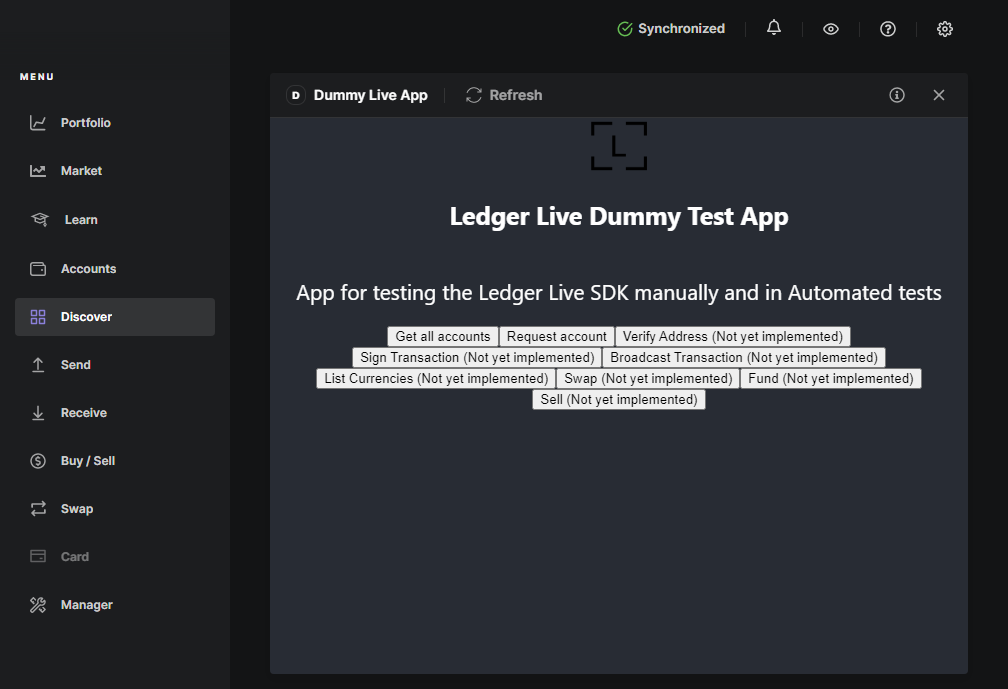 Synchronized
MENU
Portfolio
Market
Learn
Accounts
Discover
Send
Receive
Buy / Sell
Swap
Card
Manager
D Dummy Live App Refresh
L
Ledger Live Dummy Test App
App for testing the Ledger Live SDK manually and in Automated tests
Get all accounts Request account Verify Address (Not yet implemented)
Sign Transaction (Not yet implemented) Broadcast Transaction (Not yet implemented)
List Currencies (Not yet implemented) Swap (Not yet implemented) Fund (Not yet implemented)
Sell (Not yet implemented)